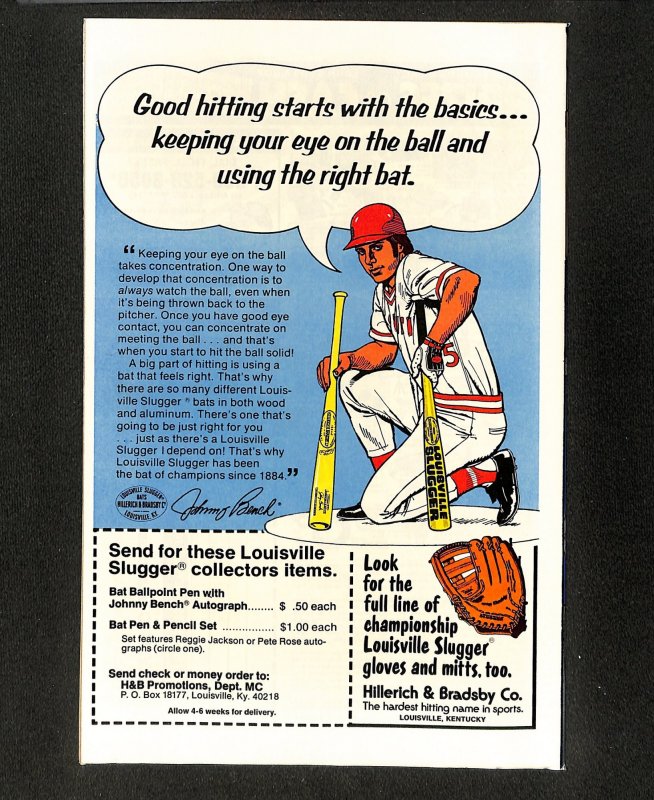 Good hitting starts with the basics...
keeping your eye on the ball and
using the right bat.
“ Keeping your eye on the ball
takes concentration. One way to
develop that concentration is to
always watch the ball, even when
it's being thrown back to the
pitcher. Once you have good eye
contact, you can concentrate on
meeting the ball . . . and that's
when you start to hit the ball solid!
A big part of hitting is using a
bat that feels right. That's why
there are so many different Louis-
ville Slugger ® bats in both wood
and aluminum. There's one that's
going to be just right for you
. . . just as there's a Louisville
Slugger I depend on! That's why
Louisville Slugger has been
the bat of champions since 1884.”
LOUISVILLE SLUGGER
BATS
HILLERICH & BRADSBY Co
LOUISVILLE, KY.
Johnny Bench
5
LOUISVILLE
SLUGGER
Send for these Louisville
Slugger® collectors items.
Bat Ballpoint Pen with
Johnny Bench® Autograph........ $ .50 each
Bat Pen & Pencil Set ................ $1.00 each
Set features Reggie Jackson or Pete Rose auto-
graphs (circle one).
Send check or money order to:
H&B Promotions, Dept. MC
P. O. Box 18177, Louisville, Ky. 40218
Allow 4-6 weeks for delivery.
Look
for the
full line of
championship
Louisville Slugger®
gloves and mitts, too.
Hillerich & Bradsby Co.
The hardest hitting name in sports.
LOUISVILLE, KENTUCKY